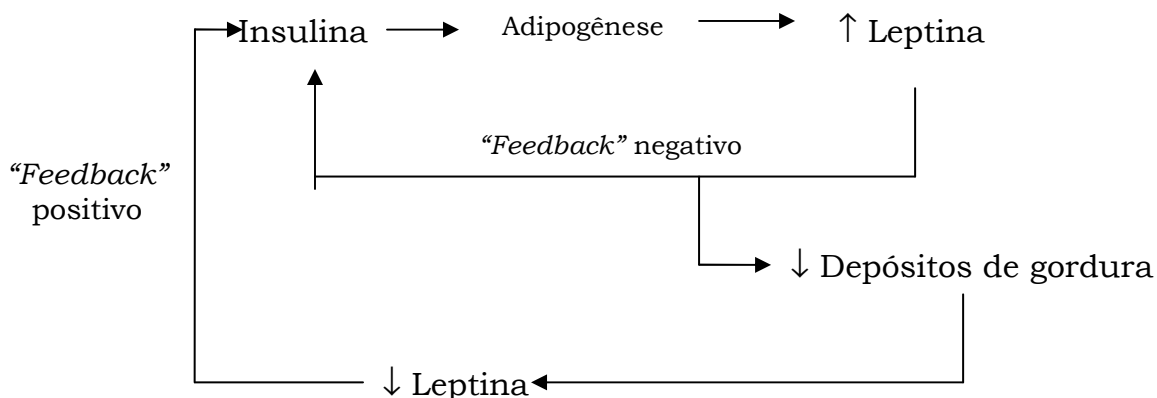 Insulina Adipogênese ↑ Leptina
“Feedback” negativo
“Feedback”
positivo
↓ Depósitos de gordura
↓ Leptina